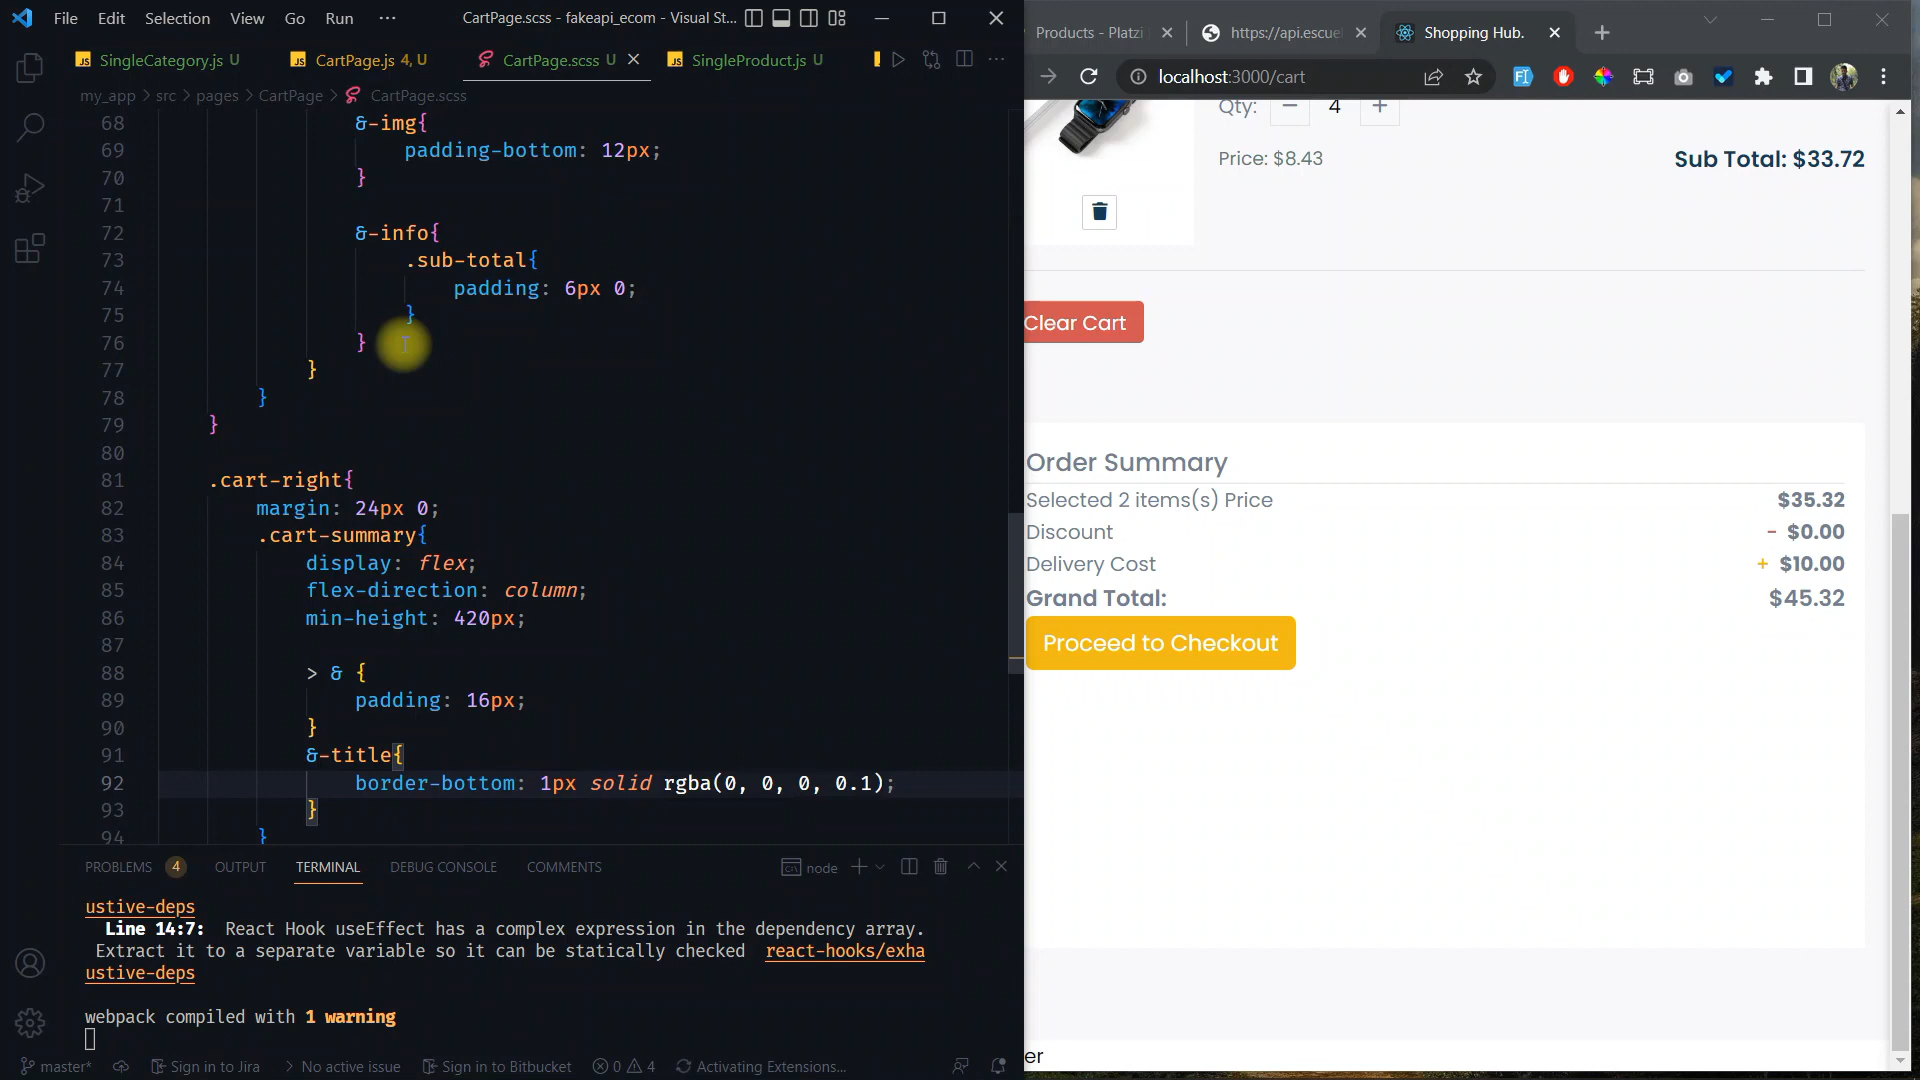 File Edit Selection View Go Run ··· CartPage.scss - fakeapi_ecom - Visual St...
SingleCategory.js U CartPage.js 4, U CartPage.scss U SingleProduct.js U
my_app > src > pages > CartPage > CartPage.scss
68 &-img{
69 padding-bottom: 12px;
70 }
71
72 &-info{
73 .sub-total{
74 padding: 6px 0;
75 }
76 }
77 }
78 }
79 }
80
81 .cart-right{
82 margin: 24px 0;
83 .cart-summary{
84 display: flex;
85 flex-direction: column;
86 min-height: 420px;
87
88 > & {
89 padding: 16px;
90 }
91 &-title{
92 border-bottom: 1px solid rgba(0, 0, 0, 0.1);
93 }
94 }
PROBLEMS 4 OUTPUT TERMINAL DEBUG CONSOLE COMMENTS node
ustive-deps
Line 14:7: React Hook useEffect has a complex expression in the dependency array.
Extract it to a separate variable so it can be statically checked react-hooks/exha
ustive-deps
webpack compiled with 1 warning
master* Sign in to Jira No active issue Sign in to Bitbucket 0 4 Activating Extensions...
Products - Platzi https://api.escuel Shopping Hub.
localhost:3000/cart
Qty: − 4 +
Price: $8.43 Sub Total: $33.72
Clear Cart
Order Summary
Selected 2 items(s) Price $35.32
Discount - $0.00
Delivery Cost + $10.00
Grand Total: $45.32
Proceed to Checkout
er